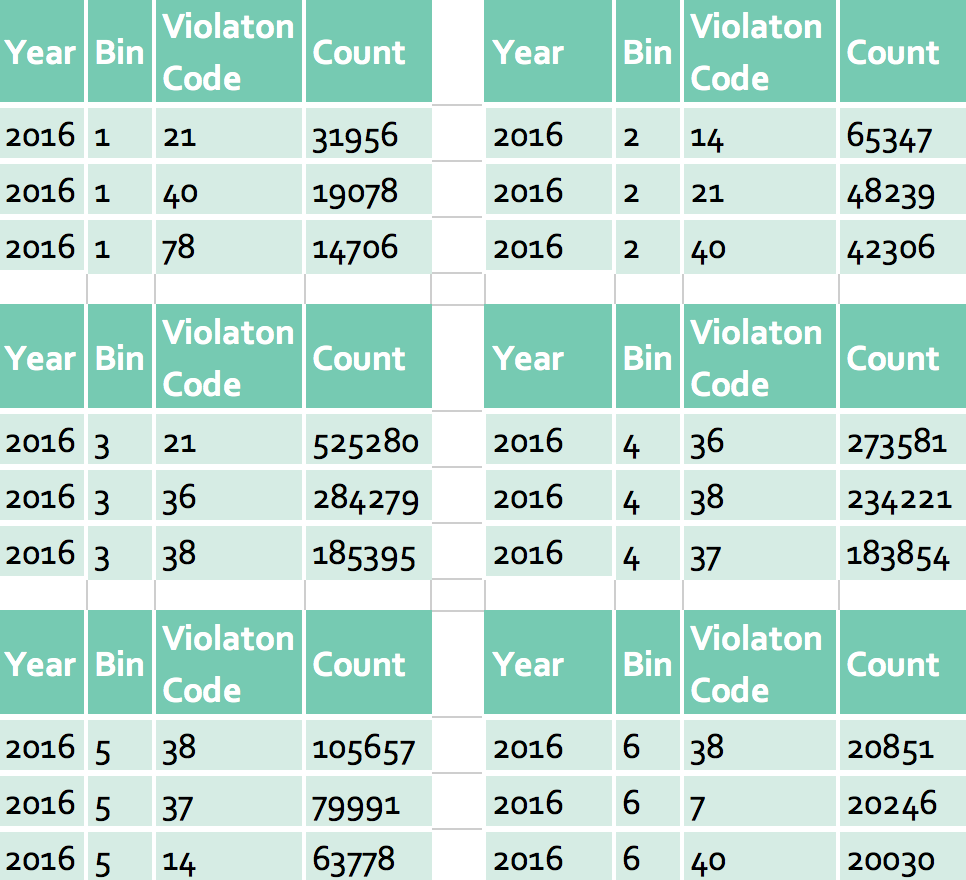 Year Bin Violaton Code Count
2016 1 21 31956
2016 1 40 19078
2016 1 78 14706
Year Bin Violaton Code Count
2016 2 14 65347
2016 2 21 48239
2016 2 40 42306
Year Bin Violaton Code Count
2016 3 21 525280
2016 3 36 284279
2016 3 38 185395
Year Bin Violaton Code Count
2016 4 36 273581
2016 4 38 234221
2016 4 37 183854
Year Bin Violaton Code Count
2016 5 38 105657
2016 5 37 79991
2016 5 14 63778
Year Bin Violaton Code Count
2016 6 38 20851
2016 6 7 20246
2016 6 40 20030